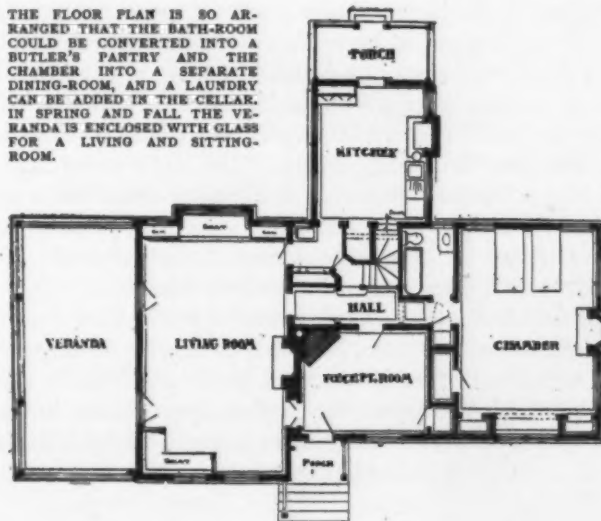 THE FLOOR PLAN IS SO AR-
RANGED THAT THE BATH-ROOM
COULD BE CONVERTED INTO A
BUTLER'S PANTRY AND THE
CHAMBER INTO A SEPARATE
DINING-ROOM, AND A LAUNDRY
CAN BE ADDED IN THE CELLAR.
IN SPRING AND FALL THE VE-
RANDA IS ENCLOSED WITH GLASS
FOR A LIVING AND SITTING-
ROOM.
PORCH
KITCHEN
SEAT
HALL
VERANDA
LIVING ROOM
CHAMBER
RECEPT. ROOM
SEAT
PORCH